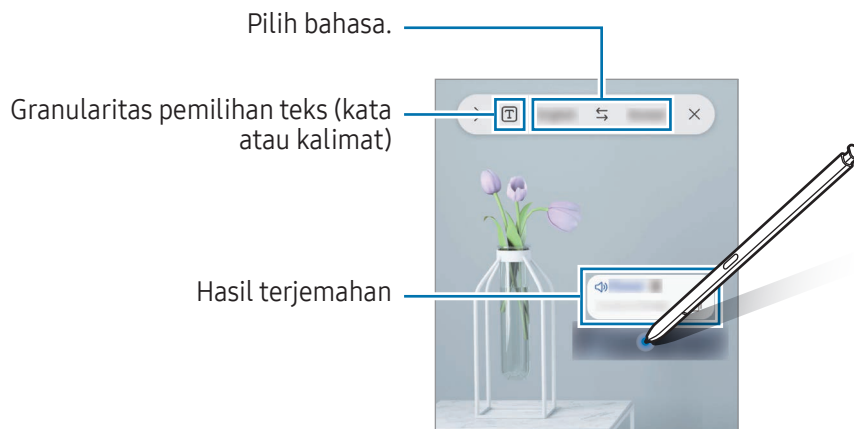 Pilih bahasa.
Granularitas pemilihan teks (kata
atau kalimat)
T
Hasil terjemahan